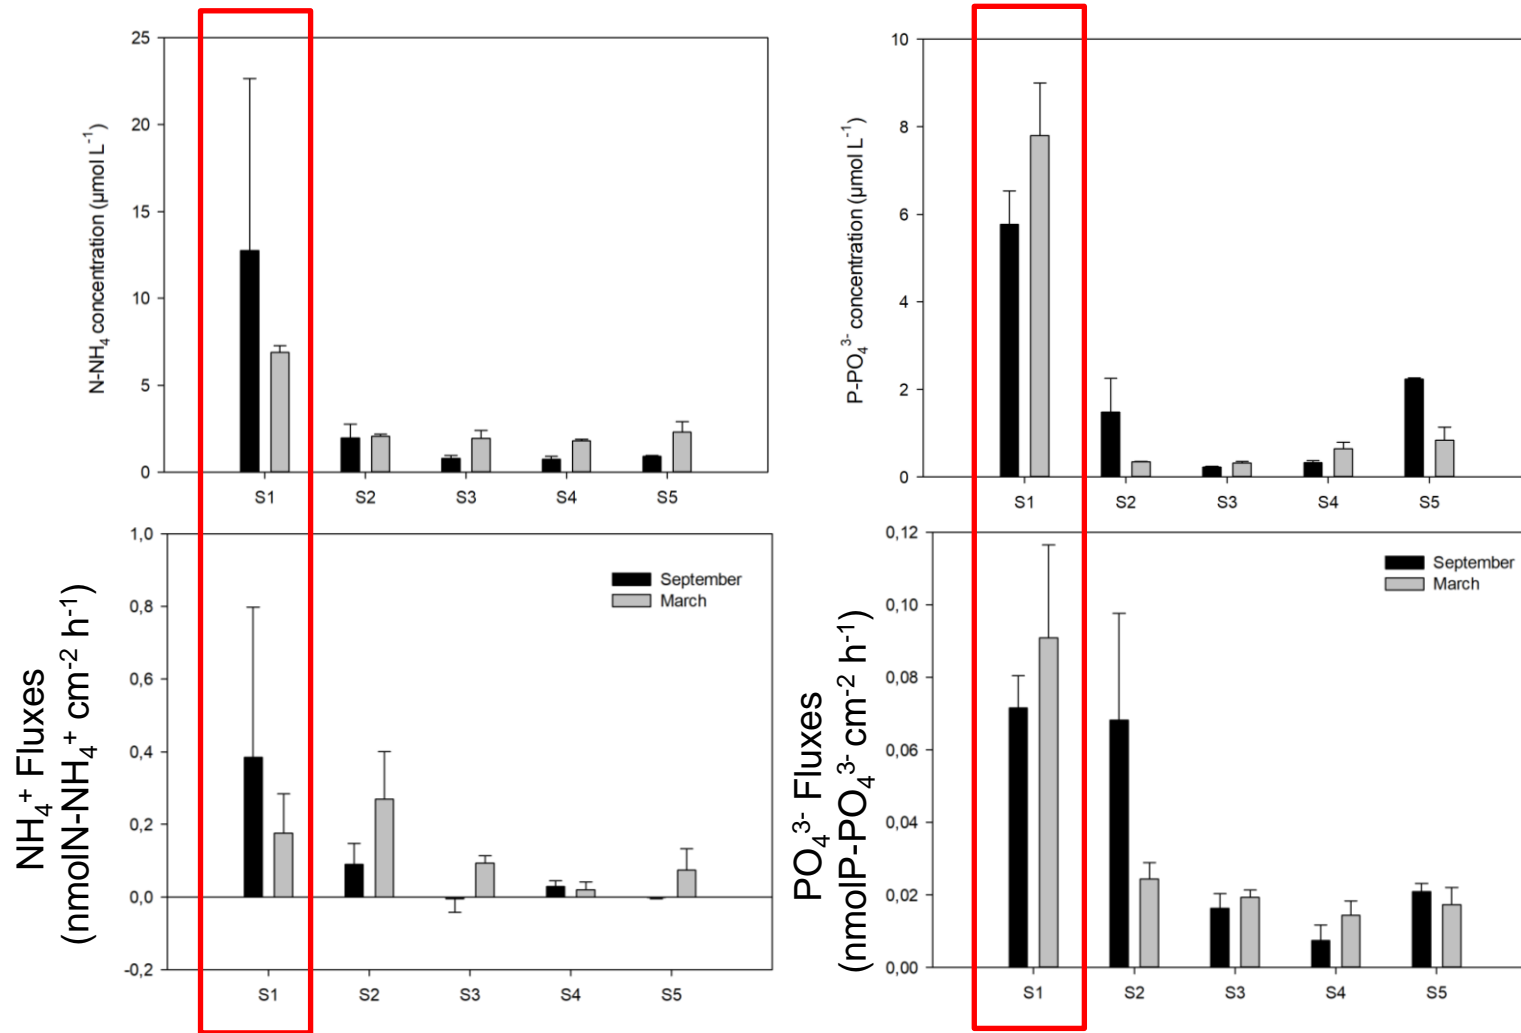 25
20
15
10
5
0
N-NH₄ concentration (µmol L⁻¹)
S1 S2 S3 S4 S5
10
8
6
4
2
0
P-PO₄³⁻ concentration (µmol L⁻¹)
S1 S2 S3 S4 S5
1,0
0,8
0,6
0,4
0,2
0,0
-0,2
NH₄⁺ Fluxes
(nmolN-NH₄⁺ cm⁻² h⁻¹)
September
March
S1 S2 S3 S4 S5
0,12
0,10
0,08
0,06
0,04
0,02
0,00
PO₄³⁻ Fluxes
(nmolP-PO₄³⁻ cm⁻² h⁻¹)
September
March
S1 S2 S3 S4 S5